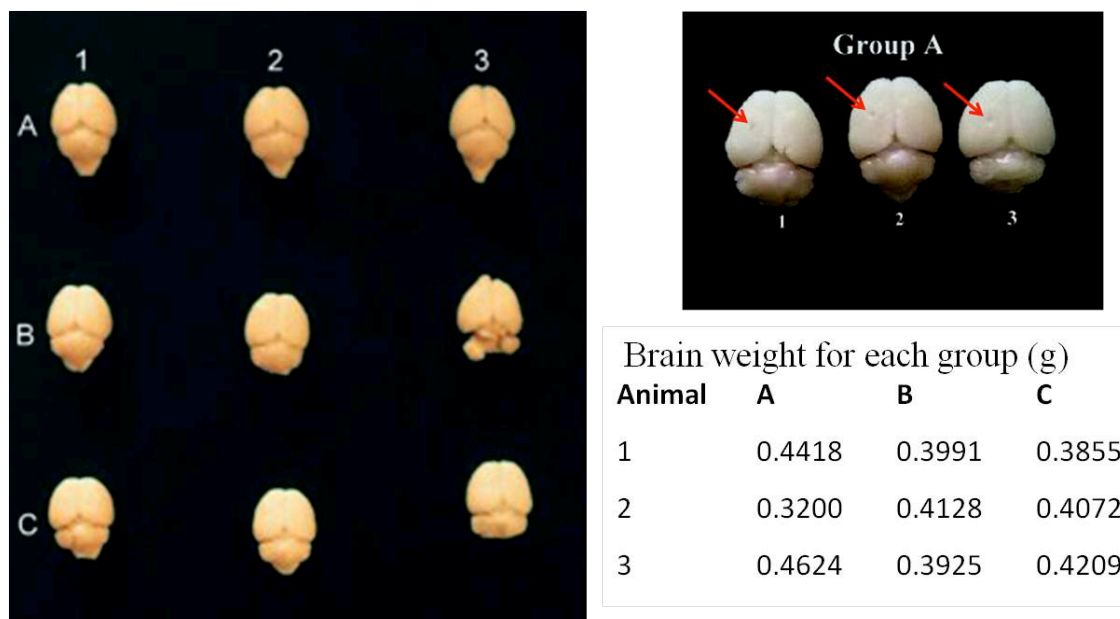 1 2 3
A
B
C
Group A
1 2 3
Brain weight for each group (g)
Animal A B C
1 0.4418 0.3991 0.3855
2 0.3200 0.4128 0.4072
3 0.4624 0.3925 0.4209